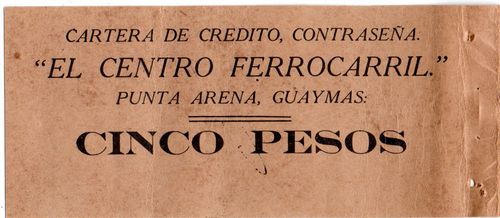 CARTERA DE CREDITO, CONTRASEÑA.
"EL CENTRO FERROCARRIL."
PUNTA ARENA, GUAYMAS:
CINCO PESOS